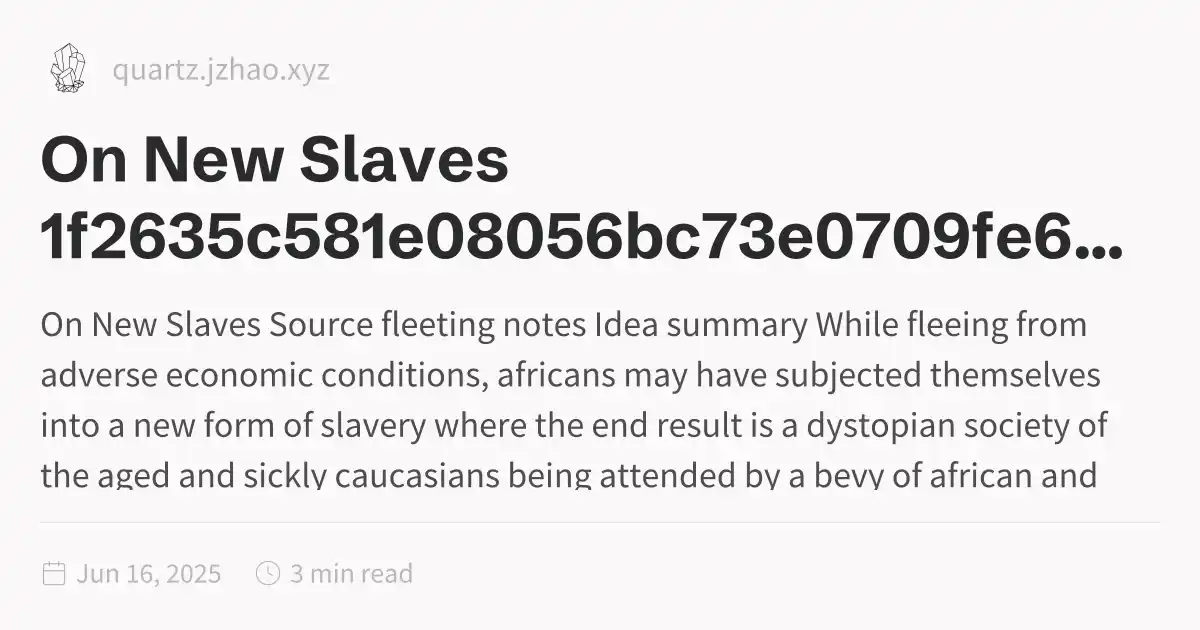 quartz.jzhao.xyz
On New Slaves
1f2635c581e08056bc73e0709fe6...
On New Slaves Source fleeting notes Idea summary While fleeing from
adverse economic conditions, africans may have subjected themselves
into a new form of slavery where the end result is a dystopian society of
the aged and sickly caucasians being attended by a bevy of african and
Jun 16, 2025
3 min read